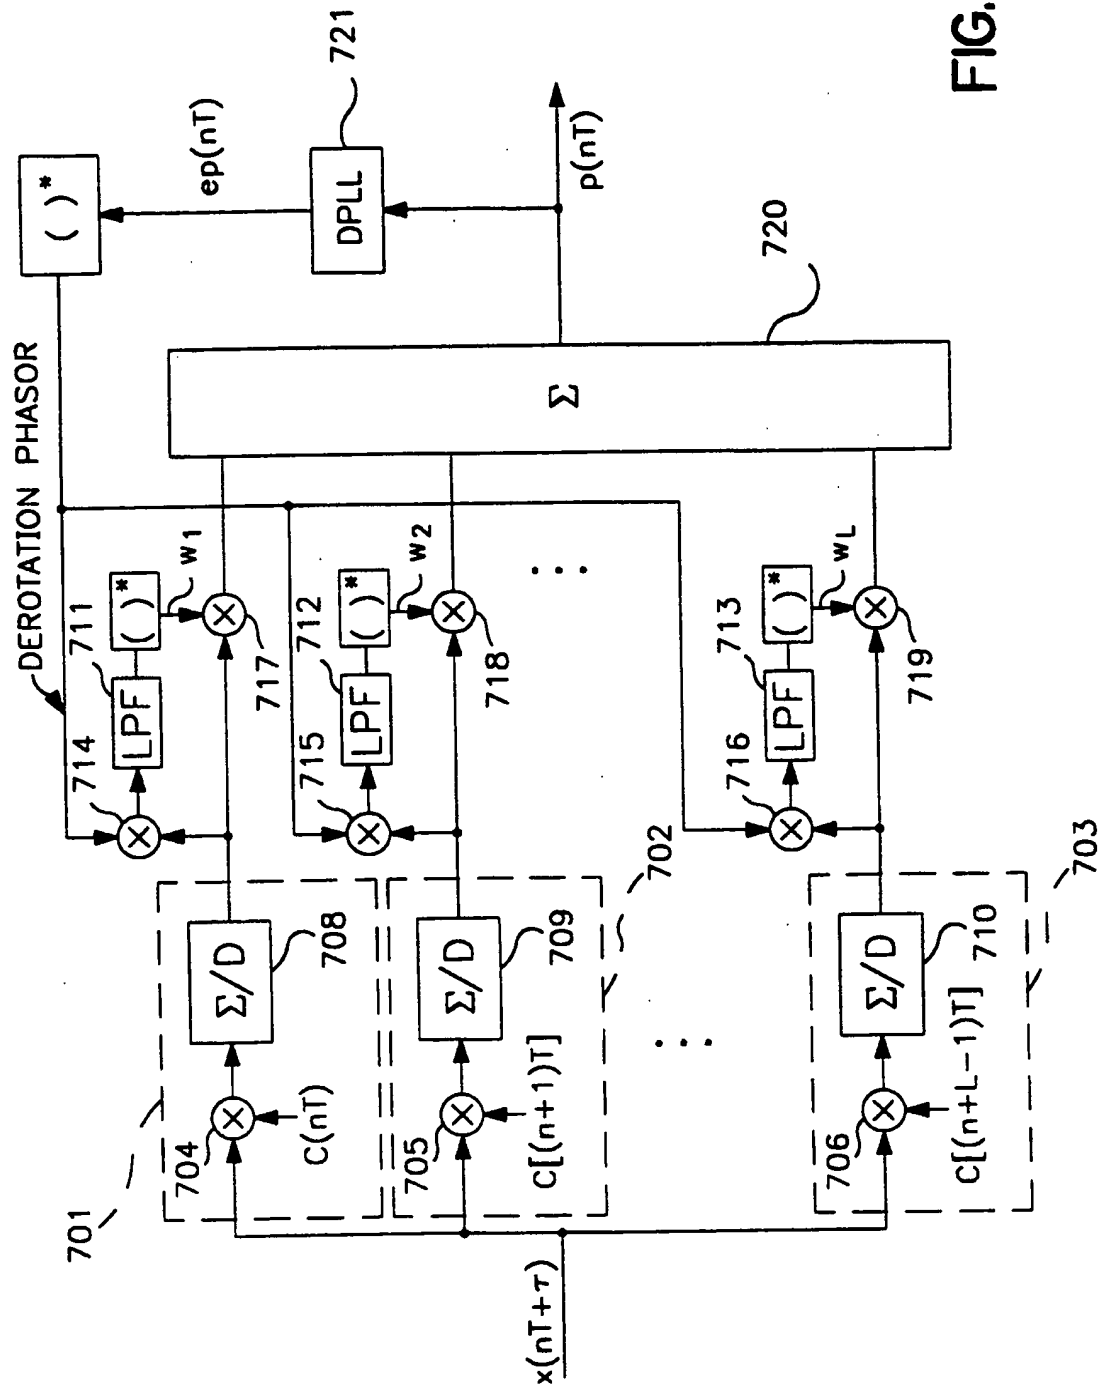 DEROTATION PHASOR
( )*
ep(nT)
721
DPLL
p(nT)
701
704
C(nT)
Σ/D
708
714
711
LPF
( )*
w1
717
702
705
C[(n+1)T]
Σ/D
709
715
712
LPF
( )*
w2
718
x(nT+τ)
703
706
C[(n+L-1)T]
Σ/D
710
716
713
LPF
( )*
wL
719
Σ
720
FIG.